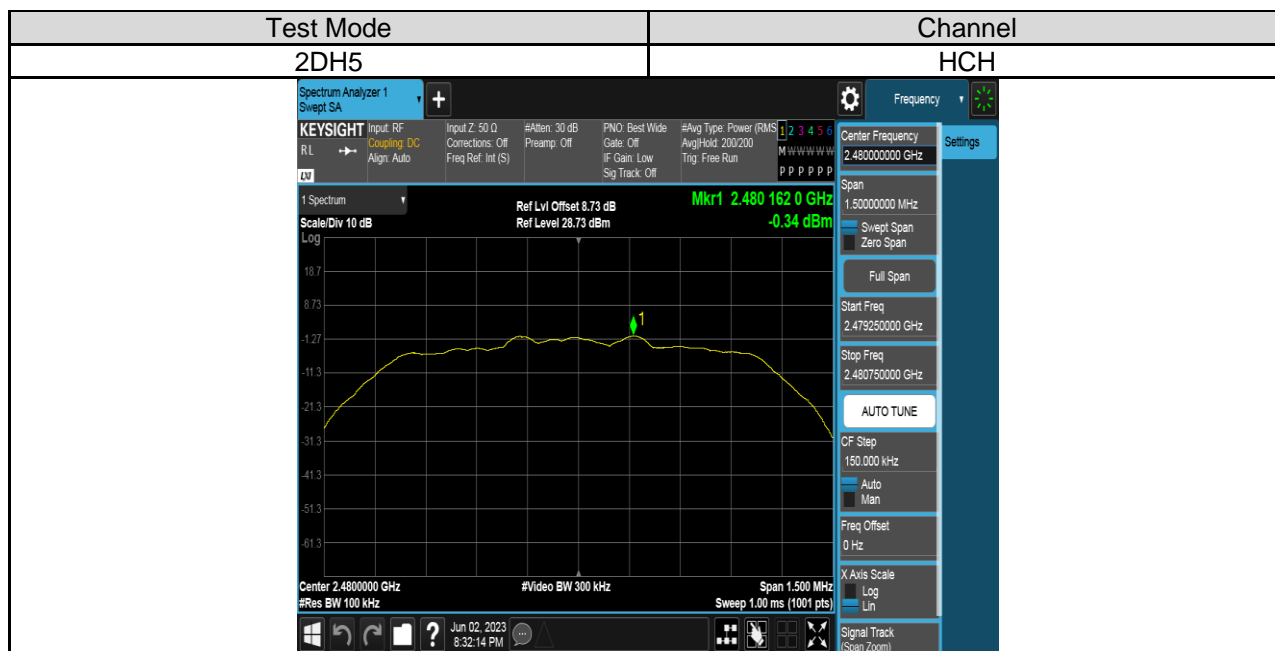 Test Mode Channel
2DH5 HCH
Spectrum Analyzer 1
Swept SA
+
Frequency
KEYSIGHT
RL
LXI
Input: RF
Coupling: DC
Align: Auto
Input Z: 50 Ω
Corrections: Off
Freq Ref: Int (S)
#Atten: 30 dB
Preamp: Off
PNO: Best Wide
Gate: Off
IF Gain: Low
Sig Track: Off
#Avg Type: Power (RMS
Avg|Hold: 200/200
Trig: Free Run
1 2 3 4 5 6
M W W W W W
P P P P P P
1 Spectrum
Scale/Div 10 dB
Ref Lvl Offset 8.73 dB
Ref Level 28.73 dBm
Mkr1 2.480 162 0 GHz
-0.34 dBm
Log
18.7
8.73
-1.27
-11.3
-21.3
-31.3
-41.3
-51.3
-61.3
1
Center 2.4800000 GHz
#Res BW 100 kHz
#Video BW 300 kHz
Span 1.500 MHz
Sweep 1.00 ms (1001 pts)
Settings
Center Frequency
2.480000000 GHz
Span
1.50000000 MHz
Swept Span
Zero Span
Full Span
Start Freq
2.479250000 GHz
Stop Freq
2.480750000 GHz
AUTO TUNE
CF Step
150.000 kHz
Auto
Man
Freq Offset
0 Hz
X Axis Scale
Log
Lin
Signal Track
(Span Zoom)
?
Jun 02, 2023
8:32:14 PM